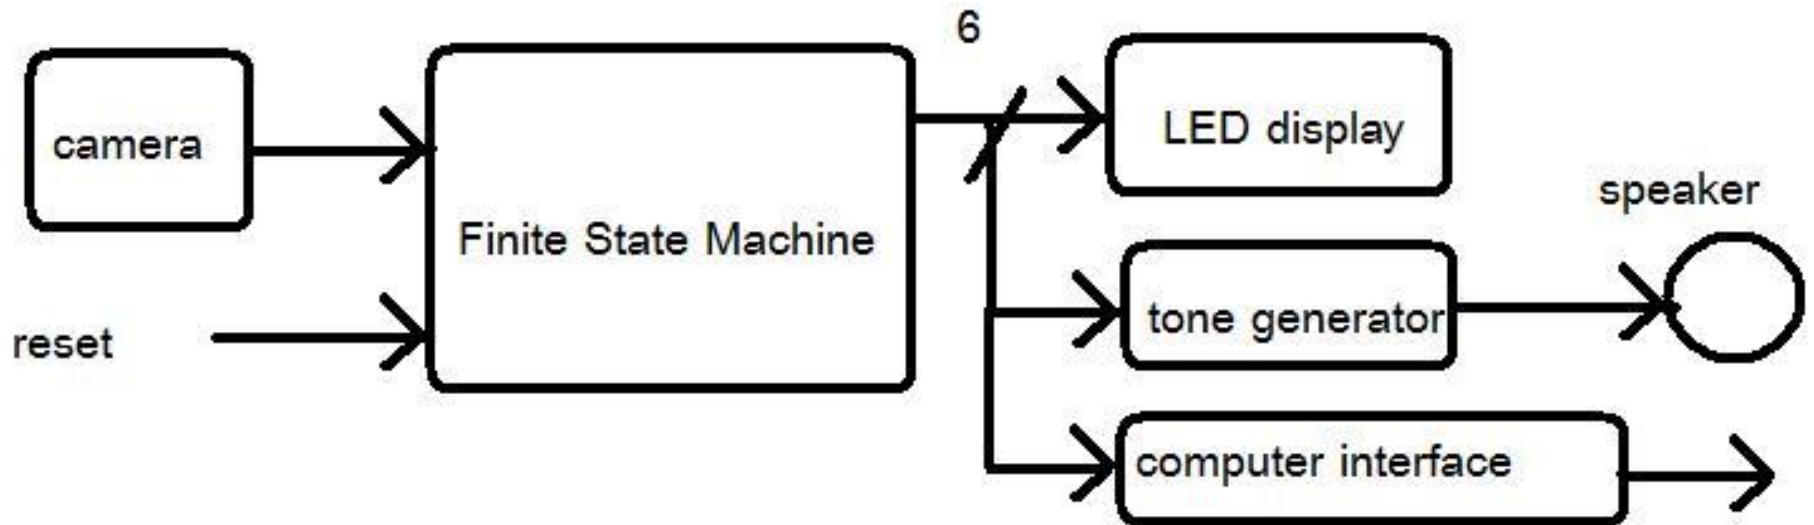 6
camera
LED display
speaker
Finite State Machine
tone generator
reset
computer interface